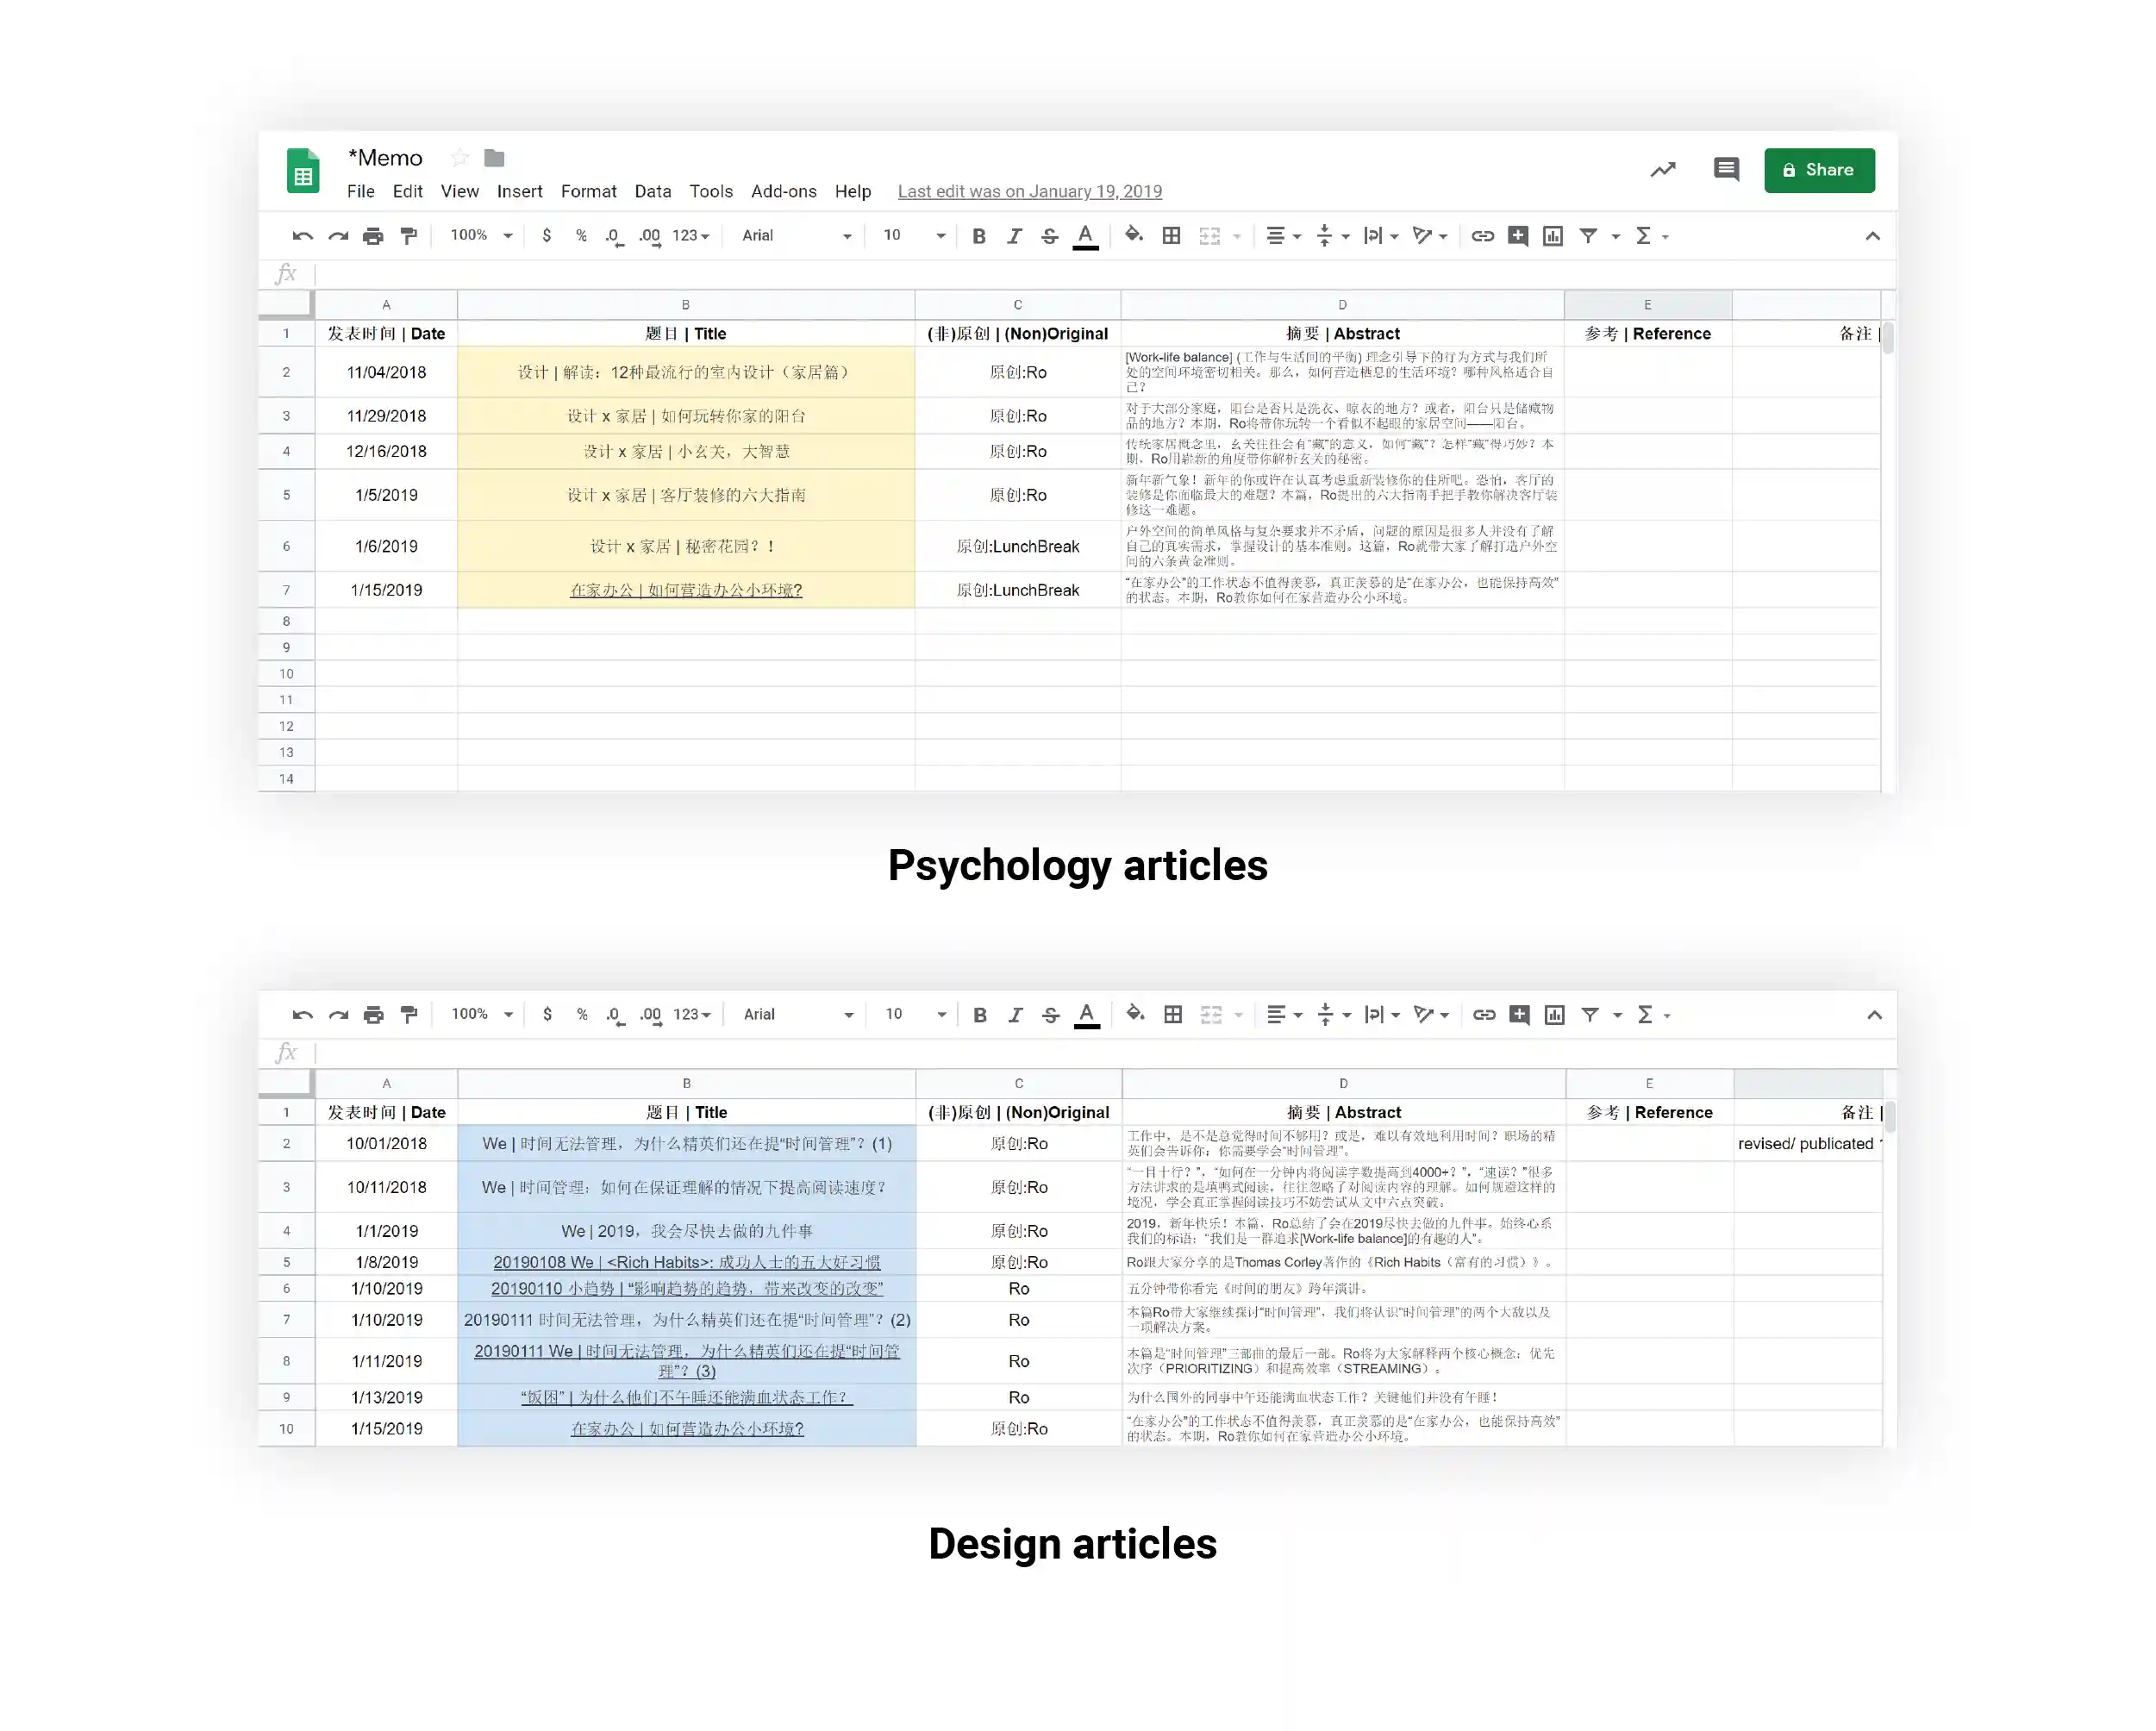 *Memo
File Edit View Insert Format Data Tools Add-ons Help Last edit was on January 19, 2019
Share
100% $ % .0 .00 123 Arial 10 B I S A
fx
A B C D E
1 发表时间 | Date 题目 | Title (非)原创 | (Non)Original 摘要 | Abstract 参考 | Reference 备注 |
2 11/04/2018 设计 | 解读：12种最流行的室内设计（家居篇） 原创:Ro [Work-life balance] (工作与生活间的平衡) 理念引导下的行为方式与我们所
处的空间环境密切相关。那么，如何营造栖息的生活环境？哪种风格适合自
己？
3 11/29/2018 设计 x 家居 | 如何玩转你家的阳台 原创:Ro 对于大部分家庭，阳台是否只是洗衣、晾衣的地方？或者，阳台只是储藏物
品的地方？本期，Ro将带你玩转一个看似不起眼的家居空间——阳台。
4 12/16/2018 设计 x 家居 | 小玄关，大智慧 原创:Ro 传统家居概念里，玄关往往会有“藏”的意义，如何“藏”？怎样“藏”得巧妙？本
期，Ro用崭新的角度带你解析玄关的秘密。
5 1/5/2019 设计 x 家居 | 客厅装修的六大指南 原创:Ro 新年新气象！新年的你或许在认真考虑重新装修你的住所吧。恐怕，客厅的
装修是你面临最大的难题？本篇，Ro提出的六大指南手把手教你解决客厅装
修这一难题。
6 1/6/2019 设计 x 家居 | 秘密花园？！ 原创:LunchBreak 户外空间的简单风格与复杂要求并不矛盾，问题的原因是很多人并没有了解
自己的真实需求，掌握设计的基本准则。这篇，Ro就带大家了解打造户外空
间的六条黄金准则。
7 1/15/2019 在家办公 | 如何营造办公小环境? 原创:LunchBreak “在家办公”的工作状态不值得羡慕，真正羡慕的是“在家办公，也能保持高效”
的状态。本期，Ro教你如何在家营造办公小环境。
8
9
10
11
12
13
14
Psychology articles
100% $ % .0 .00 123 Arial 10 B I S A
fx
A B C D E
1 发表时间 | Date 题目 | Title (非)原创 | (Non)Original 摘要 | Abstract 参考 | Reference 备注 |
2 10/01/2018 We | 时间无法管理，为什么精英们还在提“时间管理”？(1) 原创:Ro 工作中，是不是总觉得时间不够用？或是，难以有效地利用时间？职场的精 revised/ publicated
英们会告诉你：你需要学会“时间管理”。
3 10/11/2018 We | 时间管理：如何在保证理解的情况下提高阅读速度？ 原创:Ro “一目十行？”，“如何在一分钟内将阅读字数提高到4000+？”，“速读？”很多
方法讲求的是填鸭式阅读，往往忽略了对阅读内容的理解。如何规避这样的
境况，学会真正掌握阅读技巧不妨尝试从文中六点突破。
4 1/1/2019 We | 2019，我会尽快去做的九件事 原创:Ro 2019，新年快乐！本篇，Ro总结了会在2019尽快去做的九件事。始终心系
我们的标语：“我们是一群追求[Work-life balance]的有趣的人”。
5 1/8/2019 20190108 We | <Rich Habits>: 成功人士的五大好习惯 原创:Ro Ro跟大家分享的是Thomas Corley著作的《Rich Habits（富有的习惯）》。
6 1/10/2019 20190110 小趋势 | “影响趋势的趋势，带来改变的改变” Ro 五分钟带你看完《时间的朋友》跨年演讲。
7 1/10/2019 20190111 时间无法管理，为什么精英们还在提“时间管理”？(2) Ro 本篇Ro带大家继续探讨“时间管理”，我们将认识“时间管理”的两个大敌以及
一项解决方案。
8 1/11/2019 20190111 We | 时间无法管理，为什么精英们还在提“时间管
理”？(3) Ro 本篇是“时间管理”三部曲的最后一部。Ro将为大家解释两个核心概念：优先
次序（PRIORITIZING）和提高效率（STREAMING）。
9 1/13/2019 “饭困” | 为什么他们不午睡还能满血状态工作？ Ro 为什么国外的同事中午还能满血状态工作？关键他们并没有午睡！
10 1/15/2019 在家办公 | 如何营造办公小环境? 原创:Ro “在家办公”的工作状态不值得羡慕，真正羡慕的是“在家办公，也能保持高效”
的状态。本期，Ro教你如何在家营造办公小环境。
Design articles